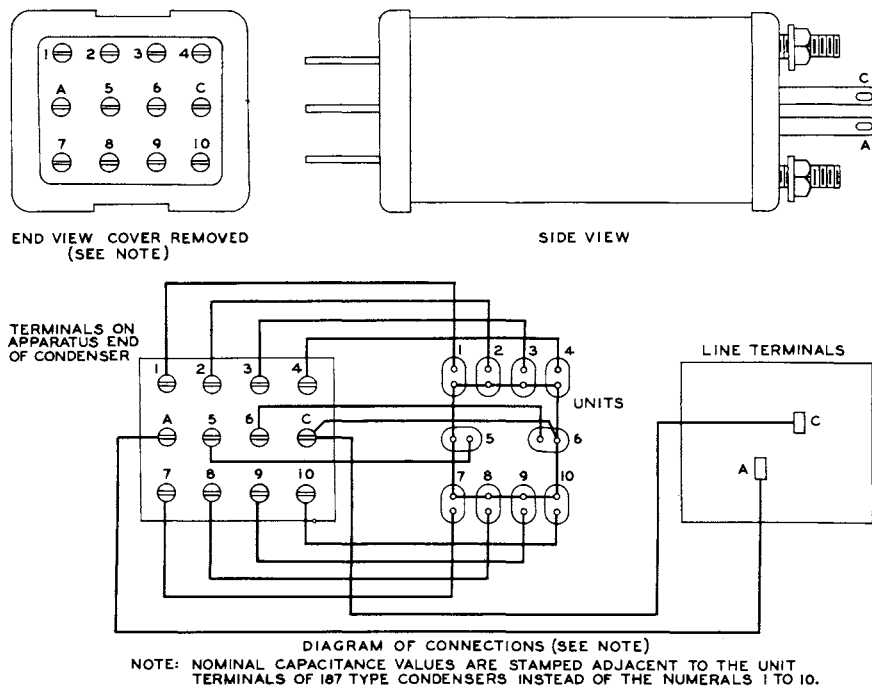 1 2 3 4
A 5 6 C
7 8 9 10
END VIEW COVER REMOVED
(SEE NOTE)
C
A
SIDE VIEW
TERMINALS ON
APPARATUS END
OF CONDENSER
1 2 3 4
A 5 6 C
7 8 9 10
1 2 3 4
UNITS
5 6
7 8 9 10
LINE TERMINALS
C
A
DIAGRAM OF CONNECTIONS (SEE NOTE)
NOTE: NOMINAL CAPACITANCE VALUES ARE STAMPED ADJACENT TO THE UNIT
TERMINALS OF 187 TYPE CONDENSERS INSTEAD OF THE NUMERALS 1 TO 10.